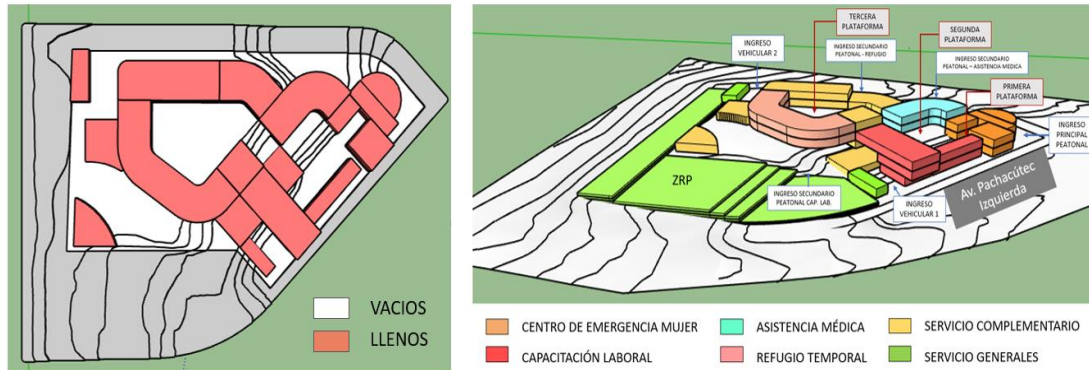 VACIOS
LLENOS
TERCERA
PLATAFORMA
SEGUNDA
PLATAFORMA
INGRESO
VEHICULAR 2
INGRESO SECUNDARIO
PEATONAL - REFUGIO
INGRESO SECUNDARIO
PEATONAL – ASISTENCIA MEDICA
PRIMERA
PLATAFORMA
INGRESO
PRINCIPAL
PEATONAL
ZRP
INGRESO SECUNDARIO
PEATONAL CAP. LAB.
INGRESO
VEHICULAR 1
Av. Pachacútec
Izquierda
CENTRO DE EMERGENCIA MUJER
ASISTENCIA MÉDICA
SERVICIO COMPLEMENTARIO
CAPACITACIÓN LABORAL
REFUGIO TEMPORAL
SERVICIO GENERALES